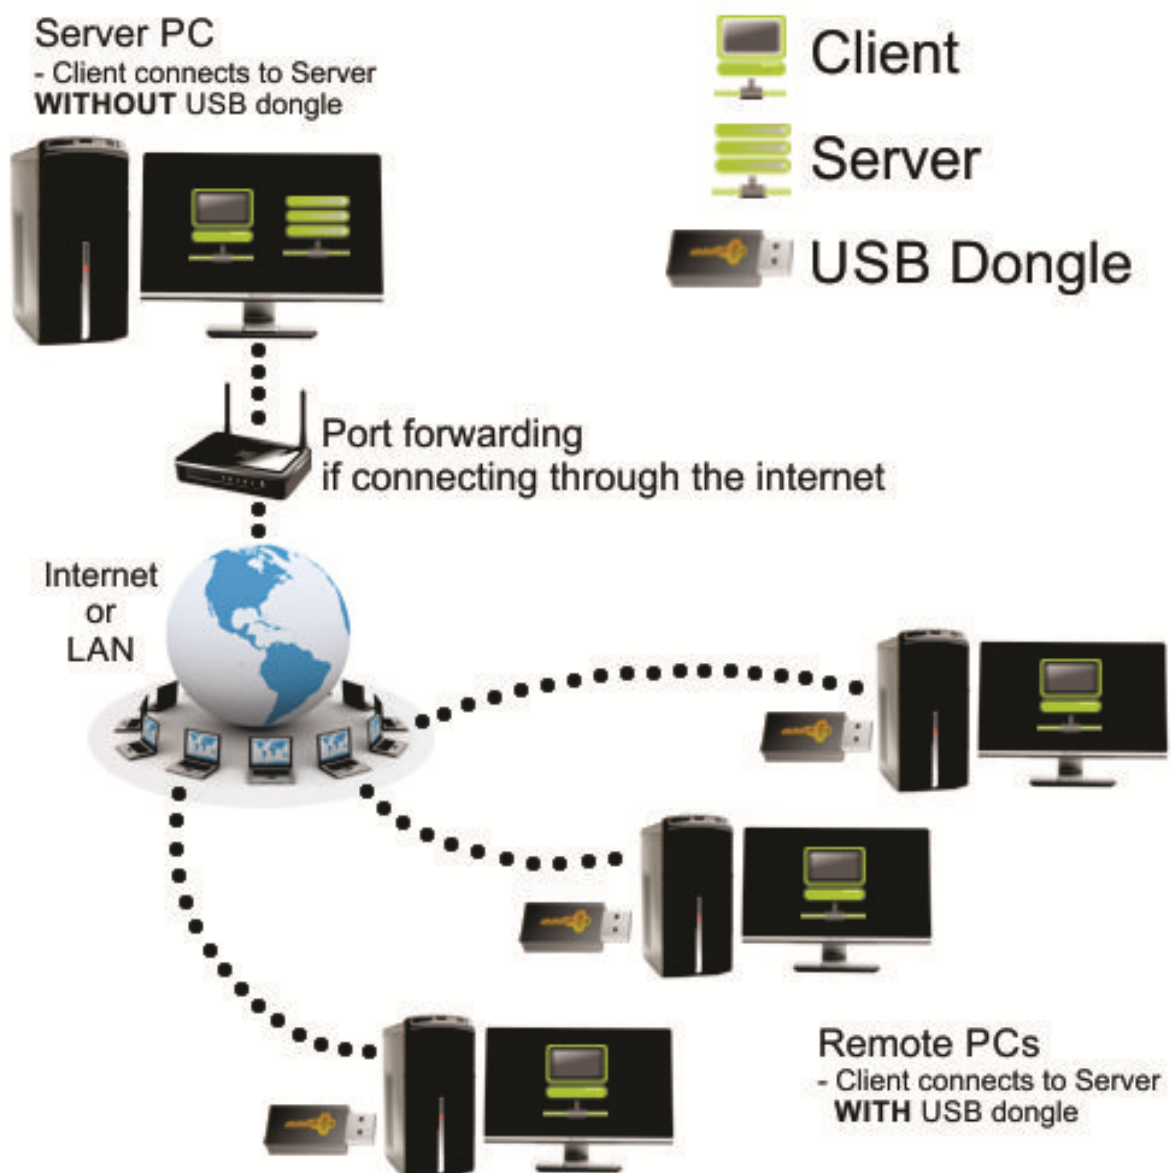 Server PC
- Client connects to Server
WITHOUT USB dongle
Client
Server
USB Dongle
Port forwarding
if connecting through the internet
Internet
or
LAN
Remote PCs
- Client connects to Server
WITH USB dongle